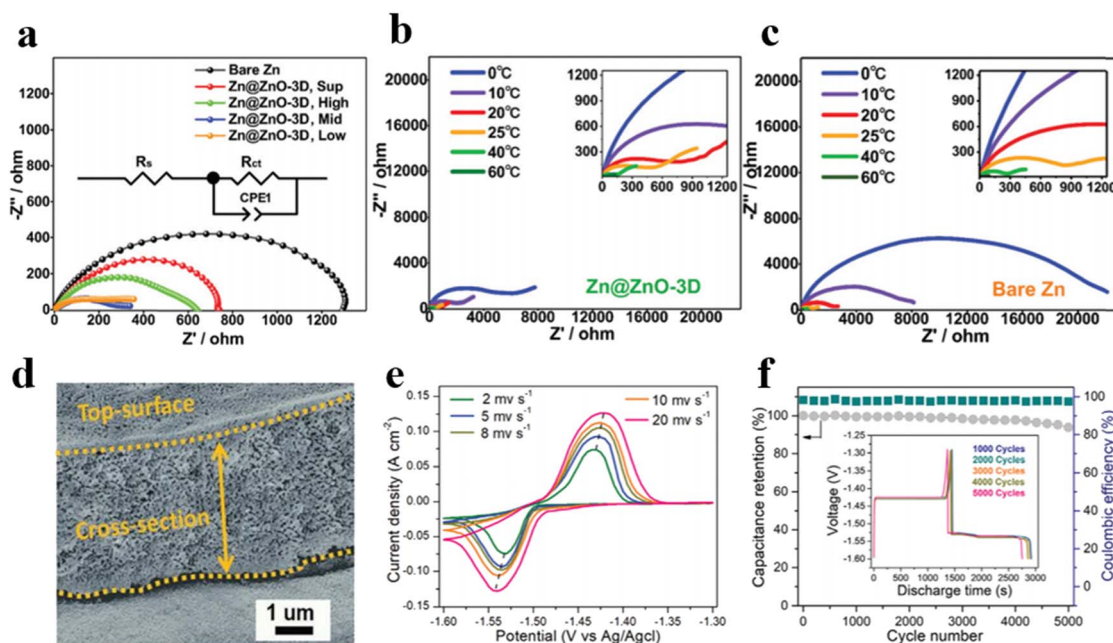 a
-Z" / ohm
1400
1200
1000
800
600
400
200
0
Bare Zn
Zn@ZnO-3D, Sup
Zn@ZnO-3D, High
Zn@ZnO-3D, Mid
Zn@ZnO-3D, Low
Rs
Rct
CPE1
0 200 400 600 800 1000 1200
Z' / ohm
b
-Z" / ohm
22000
20000
16000
12000
8000
4000
0
0°C
10°C
20°C
25°C
40°C
60°C
1200
900
600
300
0 300 600 900 1200
Zn@ZnO-3D
0 4000 8000 12000 16000 20000
Z' / ohm
c
-Z" / ohm
22000
20000
16000
12000
8000
4000
0
0°C
10°C
20°C
25°C
40°C
60°C
1200
900
600
300
0 300 600 900 1200
Bare Zn
0 4000 8000 12000 16000 20000
Z' / ohm
d
Top-surface
Cross-section
1 um
e
Current density (A cm⁻²)
0.15
0.10
0.05
0.00
-0.05
-0.10
-0.15
2 mv s⁻¹
5 mv s⁻¹
8 mv s⁻¹
10 mv s⁻¹
20 mv s⁻¹
-1.60 -1.55 -1.50 -1.45 -1.40 -1.35 -1.30
Potential (V vs Ag/Agcl)
f
Capacitance retention (%)
120
100
80
60
40
20
0
Voltage (V)
-1.25
-1.30
-1.35
-1.40
-1.45
-1.50
-1.55
-1.60
1000 Cycles
2000 Cycles
3000 Cycles
4000 Cycles
5000 Cycles
0 500 1000 1500 2000 2500 3000
Discharge time (s)
100
80
60
40
20
0
Coulombic efficiency (%)
0 1000 2000 3000 4000 5000
Cycle number